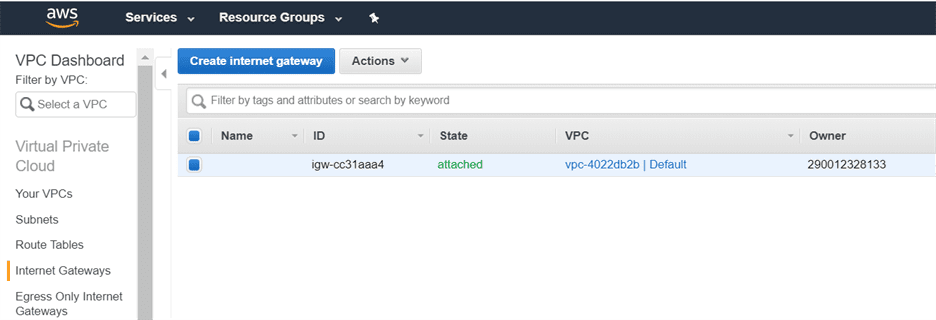 aws Services Resource Groups
VPC Dashboard
Filter by VPC:
Select a VPC
Virtual Private
Cloud
Your VPCs
Subnets
Route Tables
Internet Gateways
Egress Only Internet
Gateways
Create internet gateway Actions
Filter by tags and attributes or search by keyword
Name ID State VPC Owner
igw-cc31aaa4 attached vpc-4022db2b | Default 290012328133